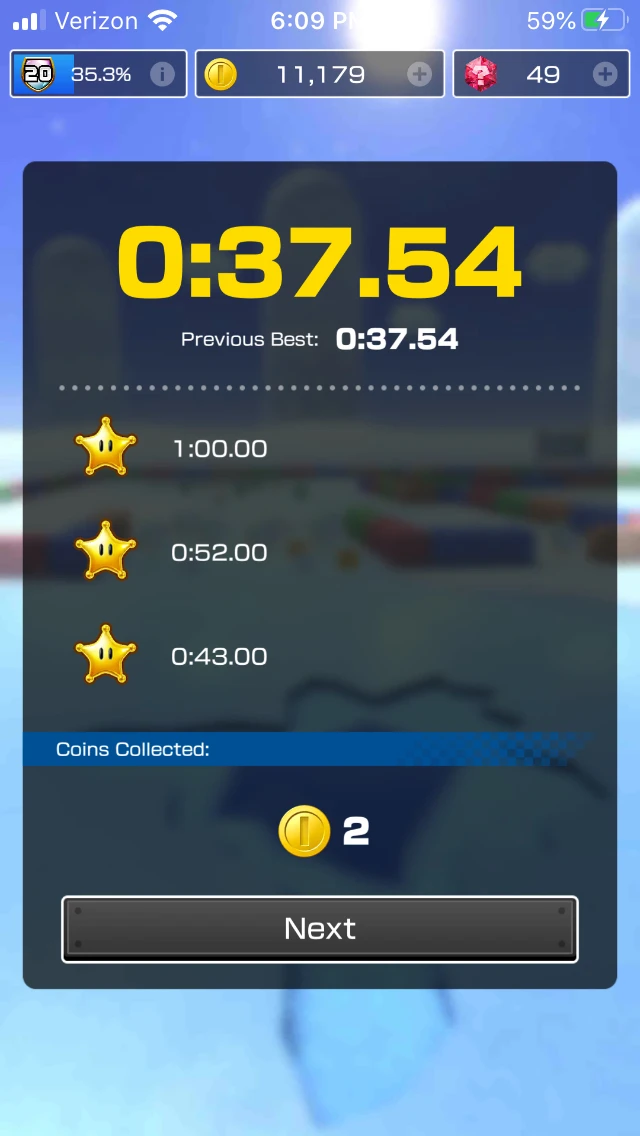 Verizon 6:09 PM 59%
20 35.3% i 11,179 + ? 49 +
0:37.54
Previous Best: 0:37.54
1:00.00
0:52.00
0:43.00
Coins Collected:
2
Next